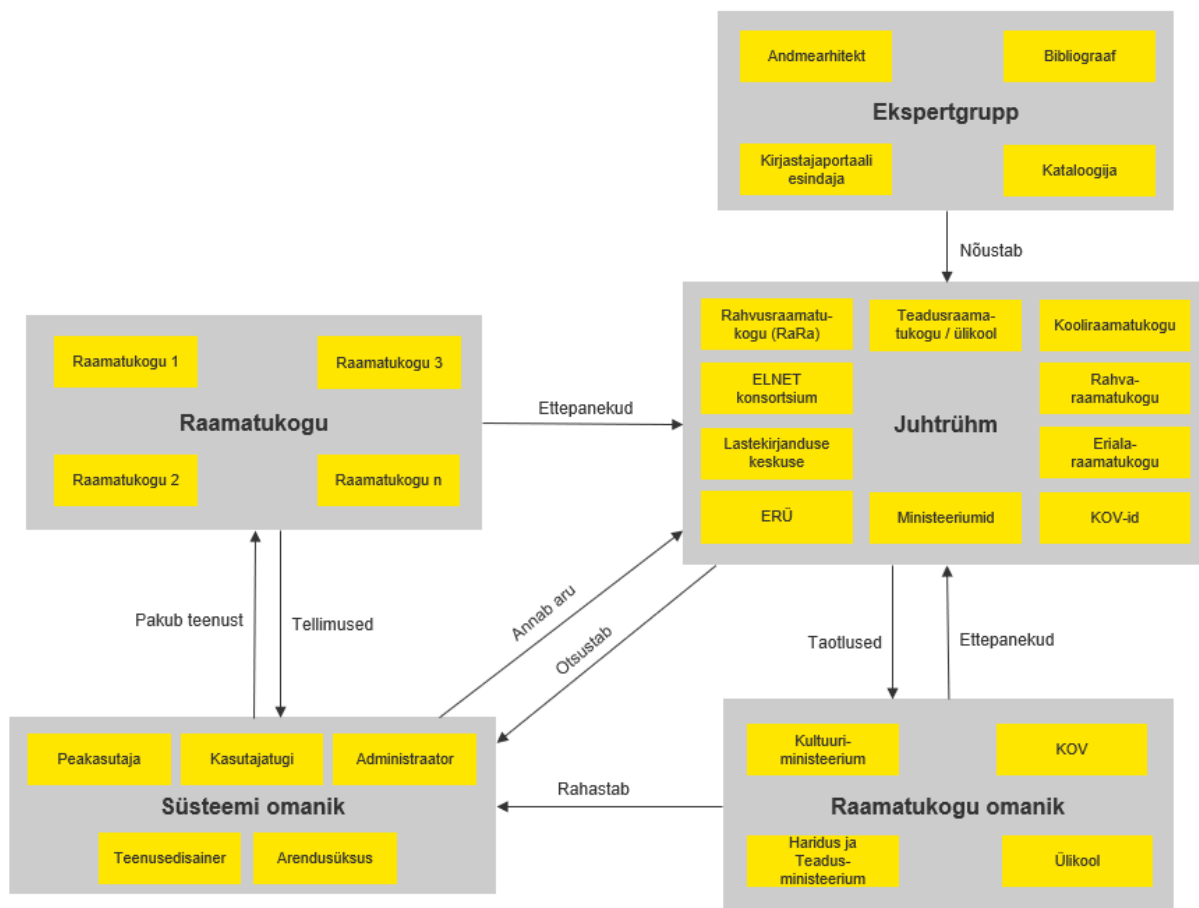 Andmearhitekt
Bibliograaf
Ekspertgrupp
Kirjastajaportaali
esindaja
Kataloogija
Nõustab
Raamatukogu 1
Raamatukogu 3
Raamatukogu
Raamatukogu 2
Raamatukogu n
Ettepanekud
Rahvusraamatu-
kogu (RaRa)
Teadusraama-
tukogu / ülikool
Kooliraamatukogu
ELNET
konsortsium
Rahva-
raamatukogu
Juhtrühm
Lastekirjanduse
keskuse
Eriala-
raamatukogu
ERÜ
Ministeeriumid
KOV-id
Pakub teenust
Tellimused
Annab aru
Otsustab
Taotlused
Ettepanekud
Peakasutaja
Kasutajatugi
Administraator
Süsteemi omanik
Teenusedisainer
Arendusüksus
Rahastab
Kultuuri-
ministeerium
KOV
Raamatukogu omanik
Haridus ja
Teadus-
ministeerium
Ülikool